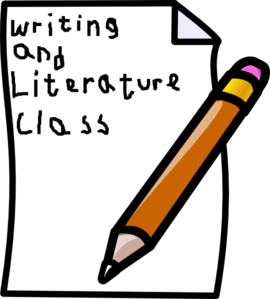 writing
and
Literature
Class